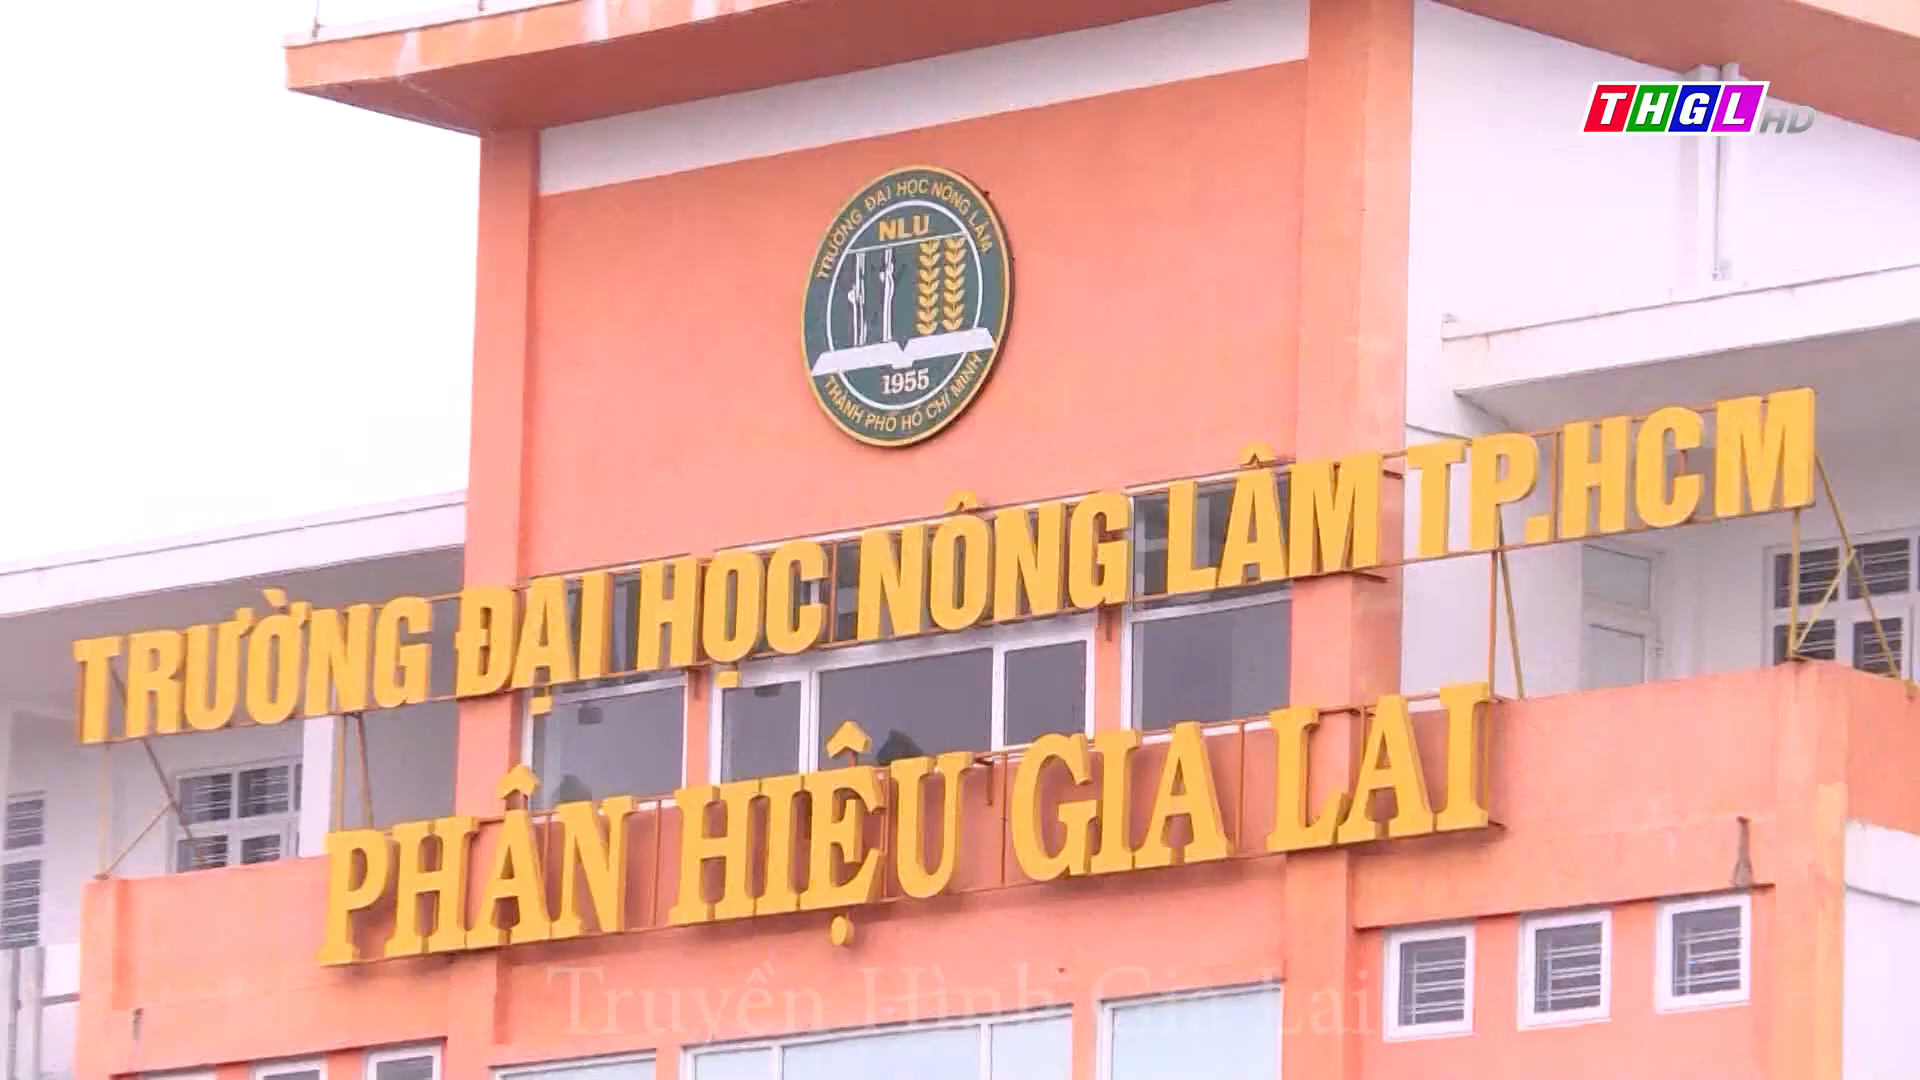 THGL HD
TRƯỜNG ĐẠI HỌC NÔNG LÂM
NLU
1955
THÀNH PHỐ HỒ CHÍ MINH
TRƯỜNG ĐẠI HỌC NÔNG LÂM TP.HCM
PHÂN HIỆU GIA LAI
Truyền Hình Gia Lai